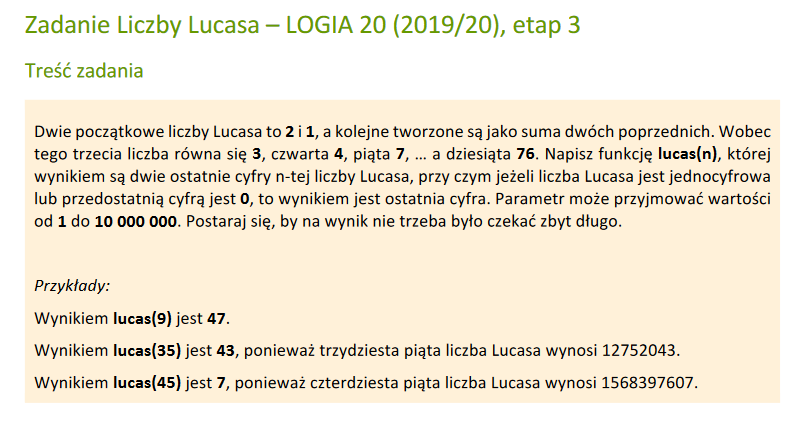 Zadanie Liczby Lucasa – LOGIA 20 (2019/20), etap 3
Treść zadania
Dwie początkowe liczby Lucasa to 2 i 1, a kolejne tworzone są jako suma dwóch poprzednich. Wobec
tego trzecia liczba równa się 3, czwarta 4, piąta 7, … a dziesiąta 76. Napisz funkcję lucas(n), której
wynikiem są dwie ostatnie cyfry n-tej liczby Lucasa, przy czym jeżeli liczba Lucasa jest jednocyfrowa
lub przedostatnią cyfrą jest 0, to wynikiem jest ostatnia cyfra. Parametr może przyjmować wartości
od 1 do 10 000 000. Postaraj się, by na wynik nie trzeba było czekać zbyt długo.
Przykłady:
Wynikiem lucas(9) jest 47.
Wynikiem lucas(35) jest 43, ponieważ trzydziesta piąta liczba Lucasa wynosi 12752043.
Wynikiem lucas(45) jest 7, ponieważ czterdziesta piąta liczba Lucasa wynosi 1568397607.